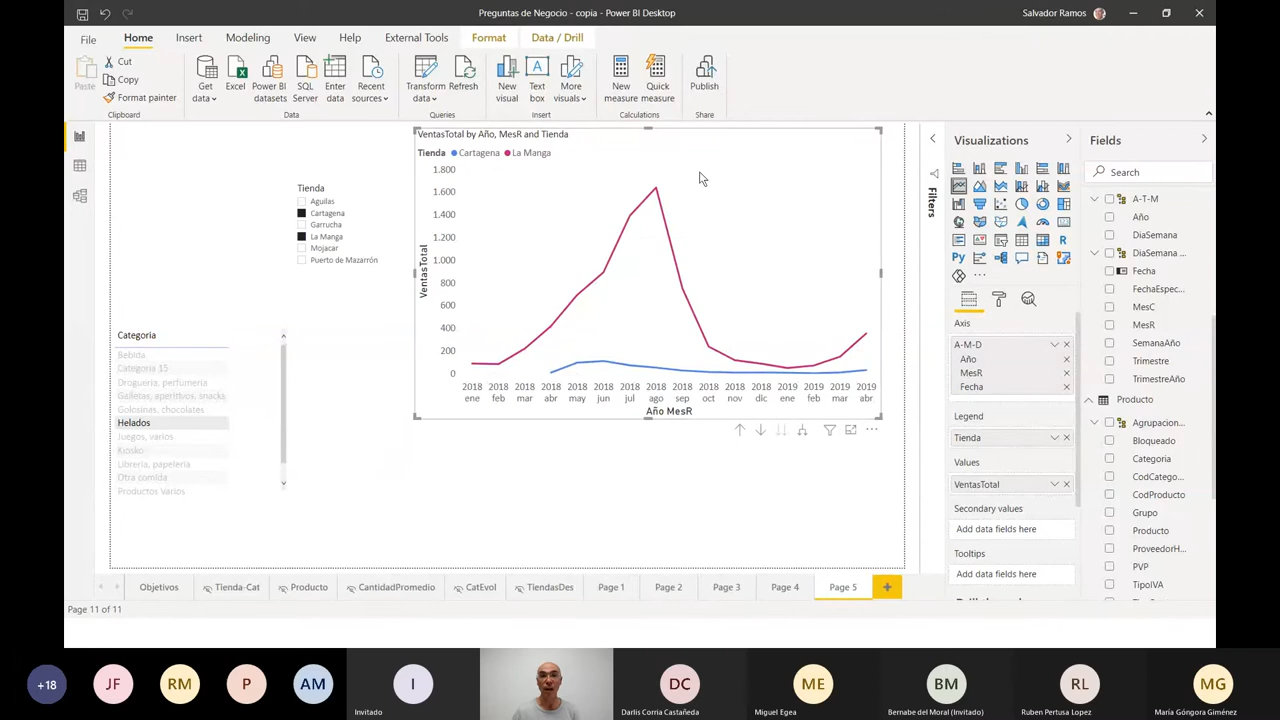 Preguntas de Negocio - copia - Power BI Desktop
Salvador Ramos
File
Home
Insert
Modeling
View
Help
External Tools
Format
Data / Drill
Paste
Cut
Copy
Format painter
Get data
Excel
Power BI datasets
SQL Server
Enter data
Recent sources
Transform data
Refresh
New visual
Text box
More visuals
New measure
Quick measure
Publish
Clipboard
Data
Queries
Insert
Calculations
Share
Tienda
Aguilas
Cartagena
Garrucha
La Manga
Mojacar
Puerto de Mazarrón
Categoria
Bebida
Categoria 15
Drogueria, perfumeria
Galletas, aperitivos, snacks
Golosinas, chocolates
Helados
Juegos, varios
Kiosko
Libreria, papeleria
Otra comida
Productos Varios
VentasTotal by Año, MesR and Tienda
Tienda Cartagena La Manga
VentasTotal
1.800
1.600
1.400
1.200
1.000
800
600
400
200
0
2018 ene
2018 feb
2018 mar
2018 abr
2018 may
2018 jun
2018 jul
2018 ago
2018 sep
2018 oct
2018 nov
2018 dic
2019 ene
2019 feb
2019 mar
2019 abr
Año MesR
Filters
Visualizations
R
Py
Axis
A-M-D
Año
MesR
Fecha
Legend
Tienda
Values
VentasTotal
Secondary values
Add data fields here
Tooltips
Add data fields here
Fields
Search
A-T-M
Año
DiaSemana
DiaSemana ...
Fecha
FechaEspec...
MesC
MesR
SemanaAño
Trimestre
TrimestreAño
Producto
Agrupacion...
Bloqueado
Categoria
CodCatego...
CodProducto
Grupo
Producto
ProveedorH...
PVP
TipoIVA
Objetivos
Tienda-Cat
Producto
CantidadPromedio
CatEvol
TiendasDes
Page 1
Page 2
Page 3
Page 4
Page 5
Page 11 of 11
+18
JF
RM
P
AM
I
Invitado
DC
Darlis Corria Castañeda
ME
Miguel Egea
BM
Bernabe del Moral (Invitado)
RL
Ruben Pertusa Lopez
MG
María Góngora Giménez